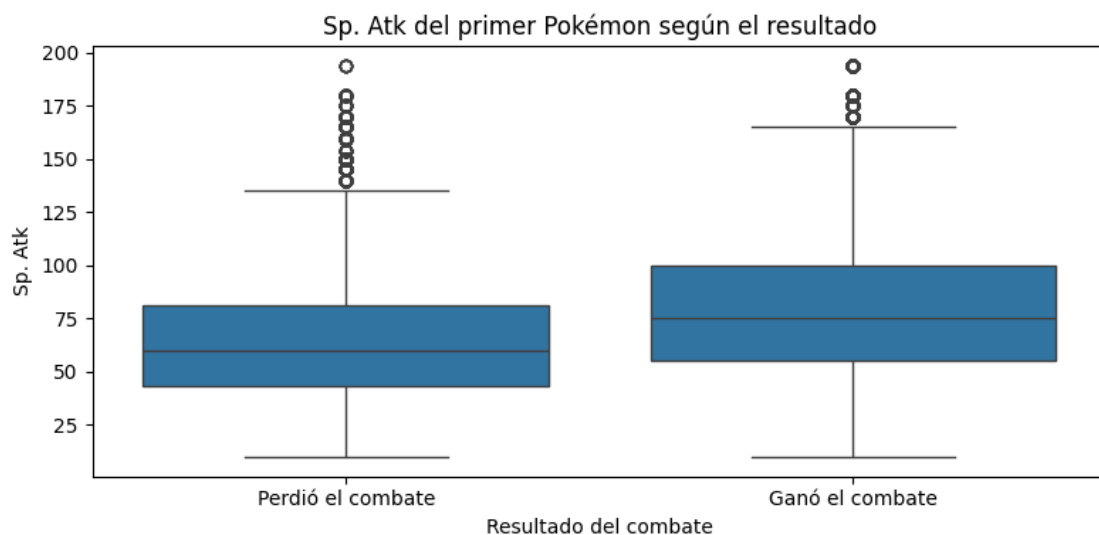 Sp. Atk del primer Pokémon según el resultado
200
175
150
125
100
75
50
25
Sp. Atk
Perdió el combate
Ganó el combate
Resultado del combate